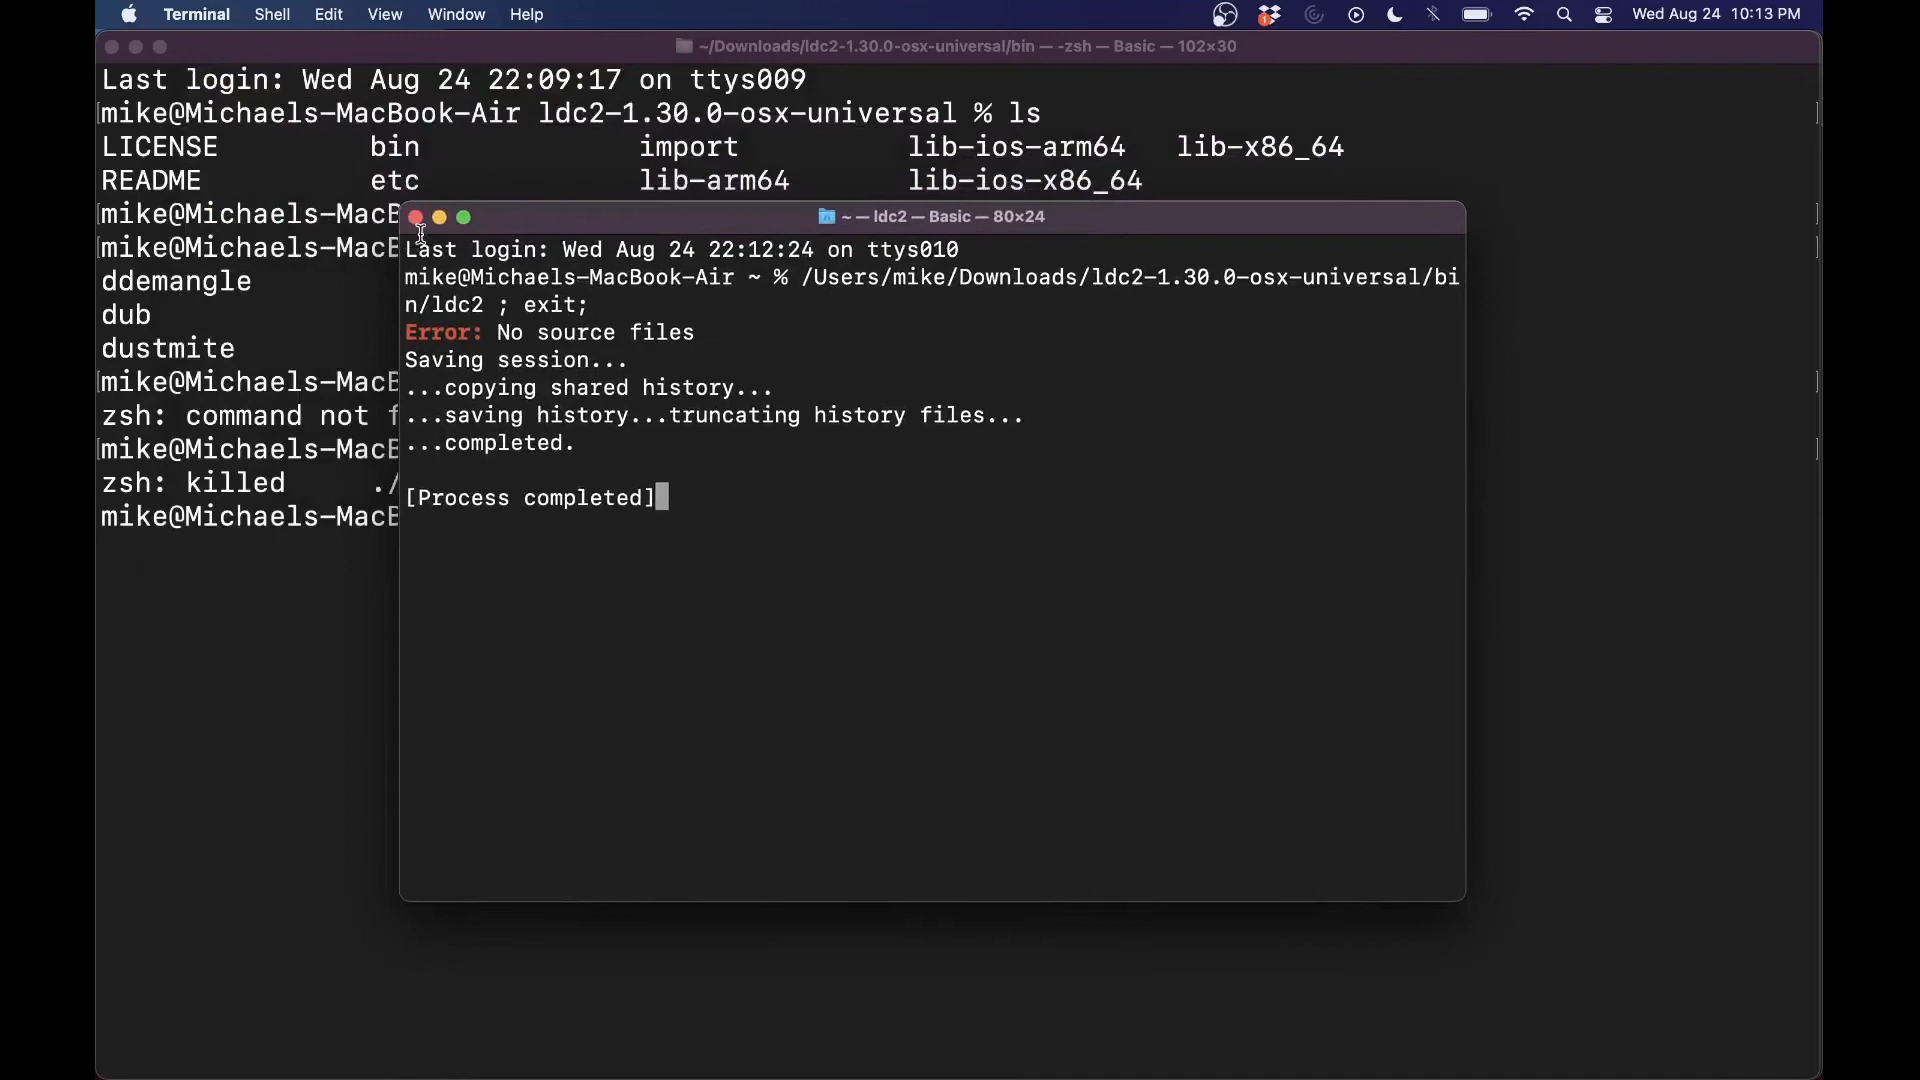 Terminal Shell Edit View Window Help 1 Wed Aug 24 10:13 PM
~/Downloads/ldc2-1.30.0-osx-universal/bin — -zsh — Basic — 102×30
Last login: Wed Aug 24 22:09:17 on ttys009
[mike@Michaels-MacBook-Air ldc2-1.30.0-osx-universal % ls ]
LICENSE bin import lib-ios-arm64 lib-x86_64
README etc lib-arm64 lib-ios-x86_64
[mike@Michaels-MacB ]
[mike@Michaels-MacB ]
ddemangle
dub
dustmite
[mike@Michaels-MacB ]
zsh: command not f
[mike@Michaels-MacB ]
zsh: killed ./
mike@Michaels-MacB
~ — ldc2 — Basic — 80×24
Last login: Wed Aug 24 22:12:24 on ttys010
mike@Michaels-MacBook-Air ~ % /Users/mike/Downloads/ldc2-1.30.0-osx-universal/bi
n/ldc2 ; exit;
Error: No source files
Saving session...
...copying shared history...
...saving history...truncating history files...
...completed.
[Process completed]